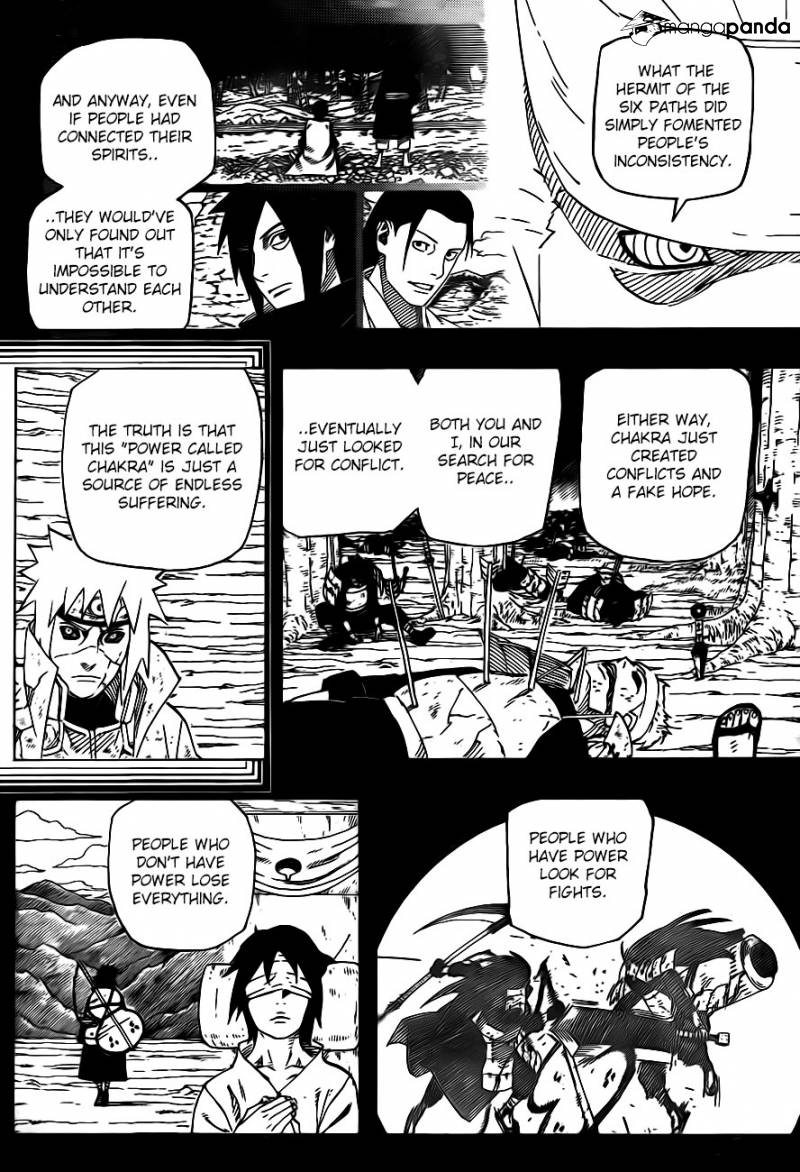 mangapanda
WHAT THE
HERMIT OF THE
SIX PATHS DID
SIMPLY FOMENTED
PEOPLE'S
INCONSISTENCY.
AND ANYWAY, EVEN
IF PEOPLE HAD
CONNECTED THEIR
SPIRITS..
..THEY WOULD'VE
ONLY FOUND OUT
THAT IT'S
IMPOSSIBLE TO
UNDERSTAND EACH
OTHER.
EITHER WAY,
CHAKRA JUST
CREATED
CONFLICTS AND
A FAKE HOPE.
BOTH YOU AND
I, IN OUR
SEARCH FOR
PEACE..
..EVENTUALLY
JUST LOOKED
FOR CONFLICT.
THE TRUTH IS THAT
THIS "POWER CALLED
CHAKRA" IS JUST A
SOURCE OF ENDLESS
SUFFERING.
PEOPLE WHO
HAVE POWER
LOOK FOR
FIGHTS.
PEOPLE WHO
DON'T HAVE
POWER LOSE
EVERYTHING.